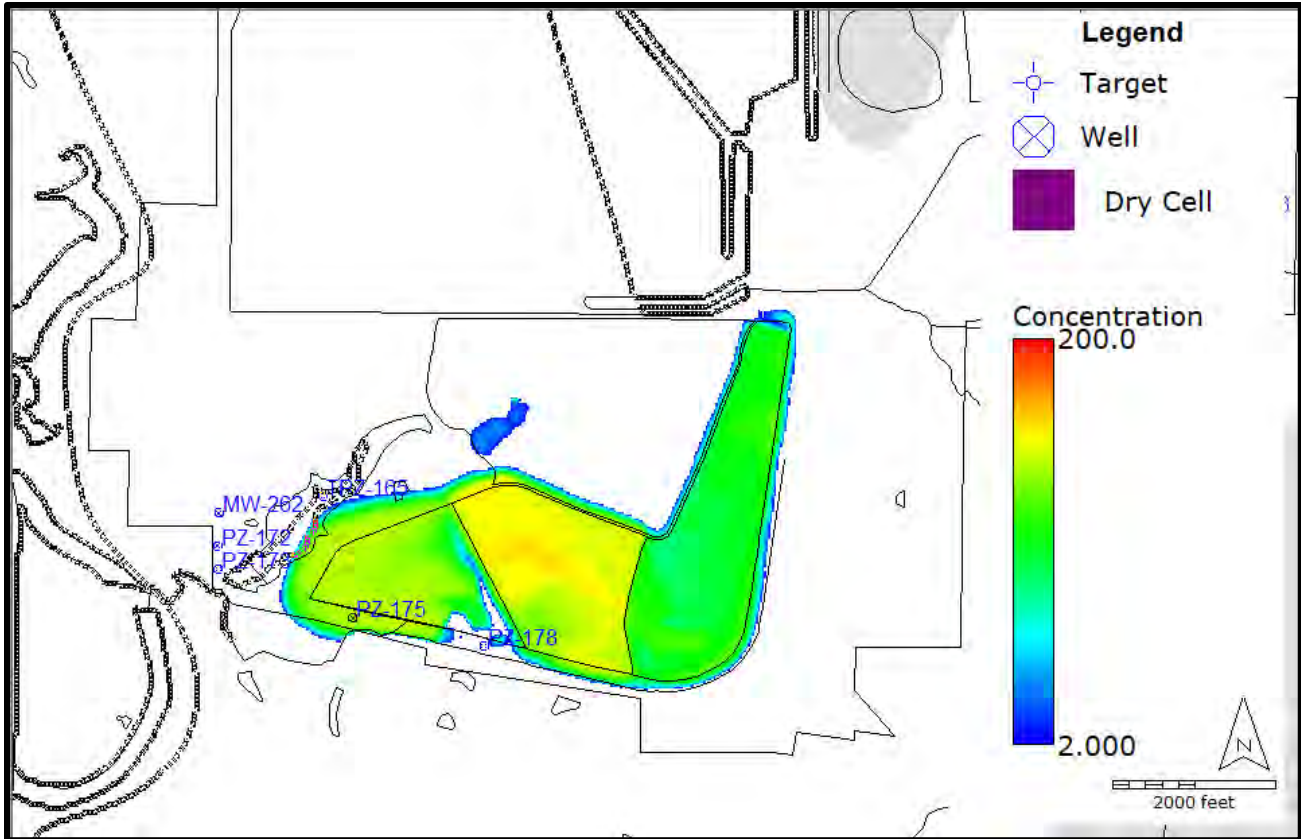 Legend
Target
Well
Dry Cell
Concentration
200.0
2.000
MW-262
PZ-172
PZ-175
PZ-178
N
2000 feet